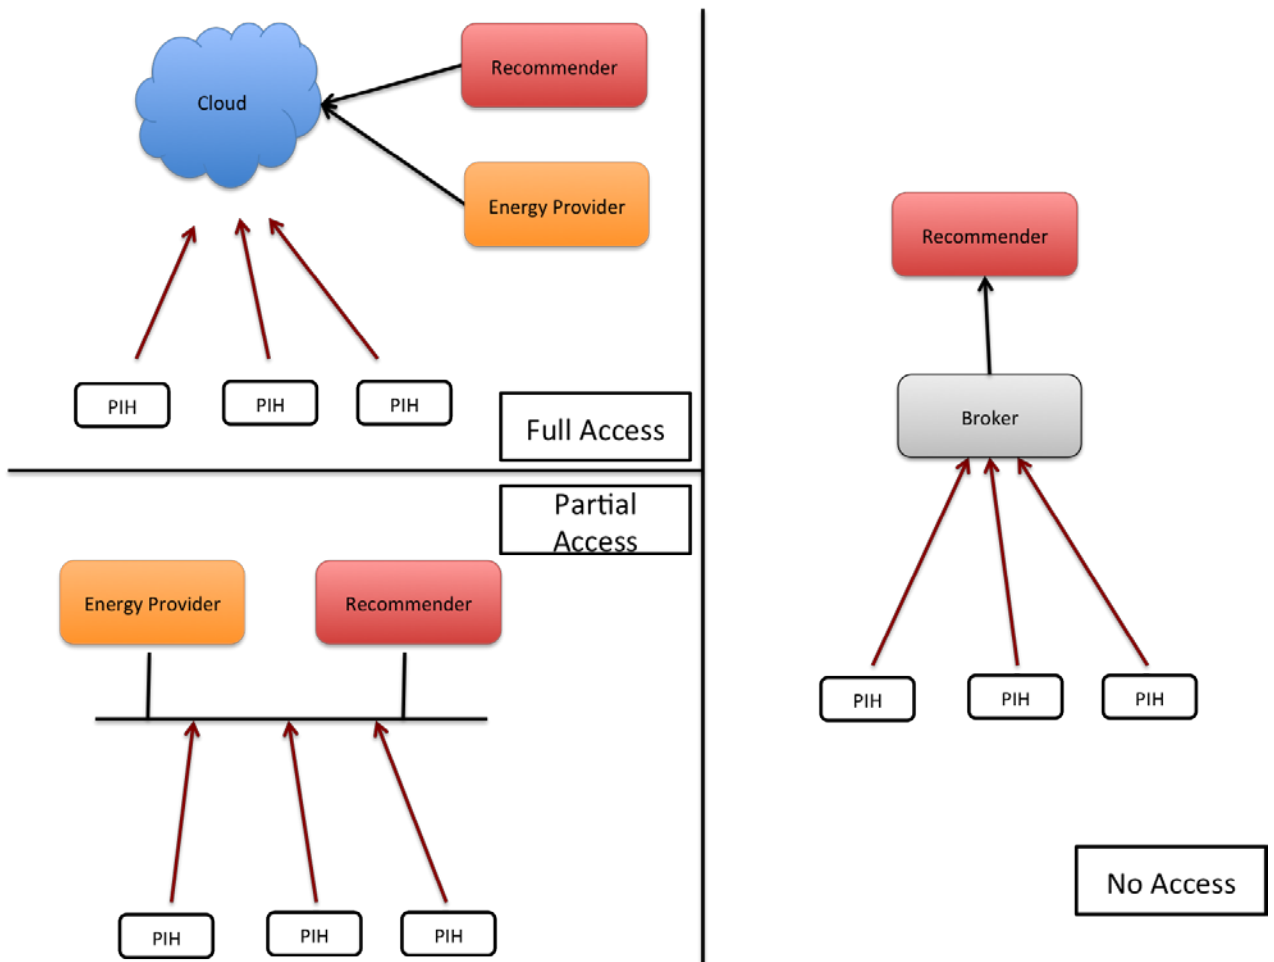 Cloud
Recommender
Energy Provider
PIH
PIH
PIH
Full Access
Partial
Access
Energy Provider
Recommender
PIH
PIH
PIH
Recommender
Broker
PIH
PIH
PIH
No Access